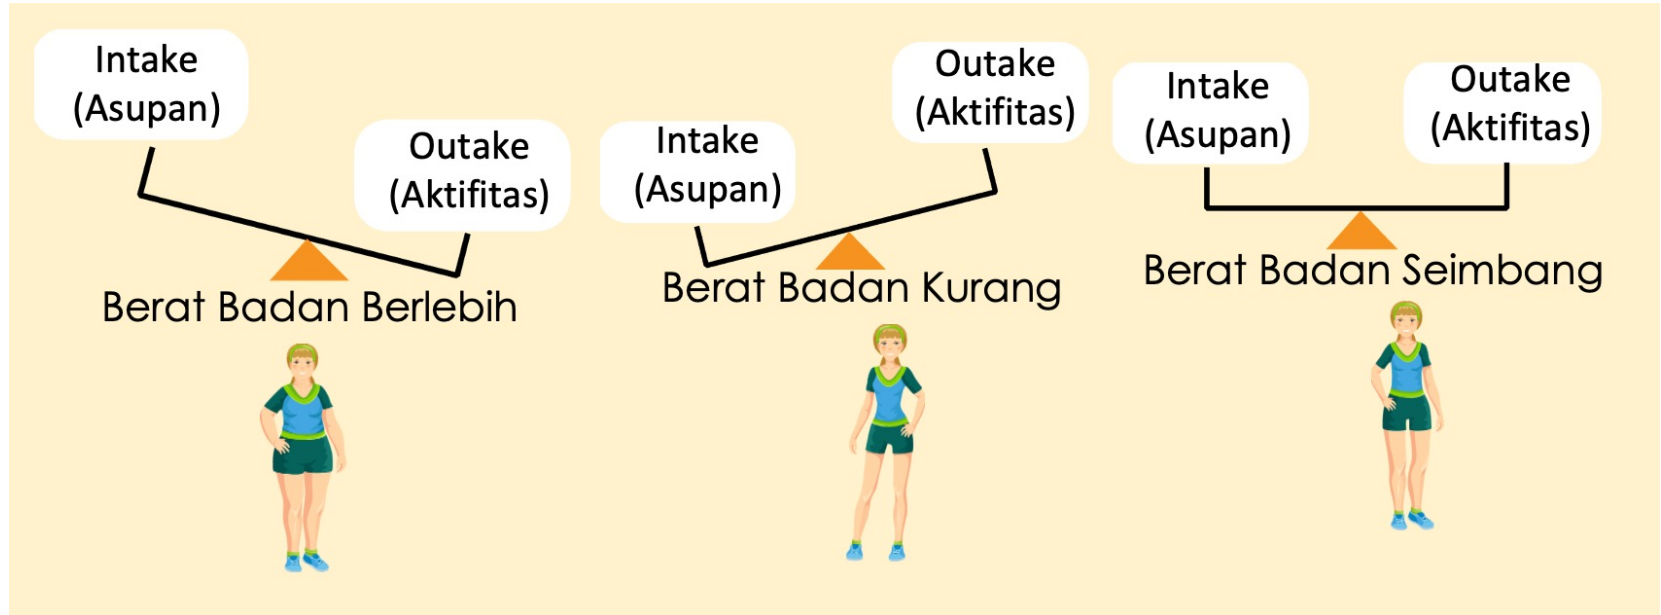 Intake
(Asupan)
Outake
(Aktifitas)
Berat Badan Berlebih
Intake
(Asupan)
Outake
(Aktifitas)
Berat Badan Kurang
Intake
(Asupan)
Outake
(Aktifitas)
Berat Badan Seimbang